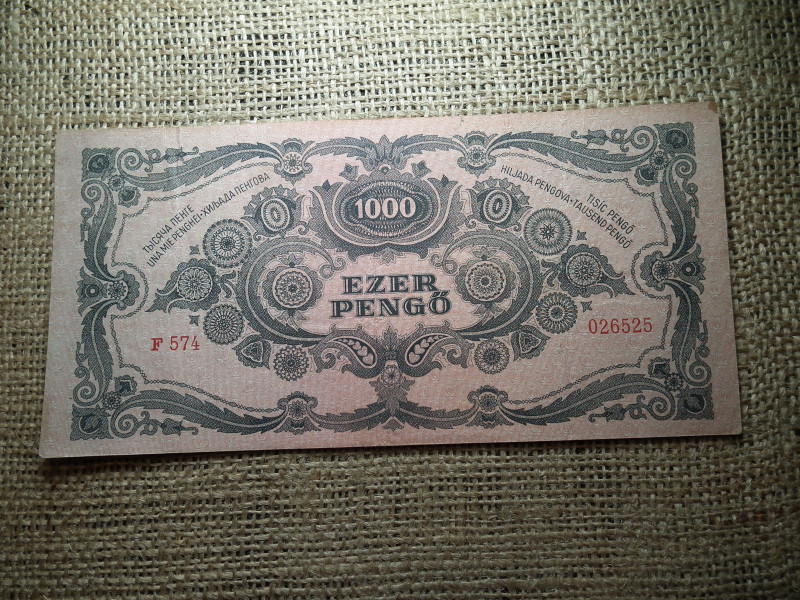 ТЫСЯЧА ПЕНГЕ
UNA MIE PENGHEI-ХИЉАДА ПЕНГОВА
1000
TISÍC PENGŐ
HILJADA PENGOVA-TAUSEND PENGŐ
EZER
PENGŐ
F 574
026525